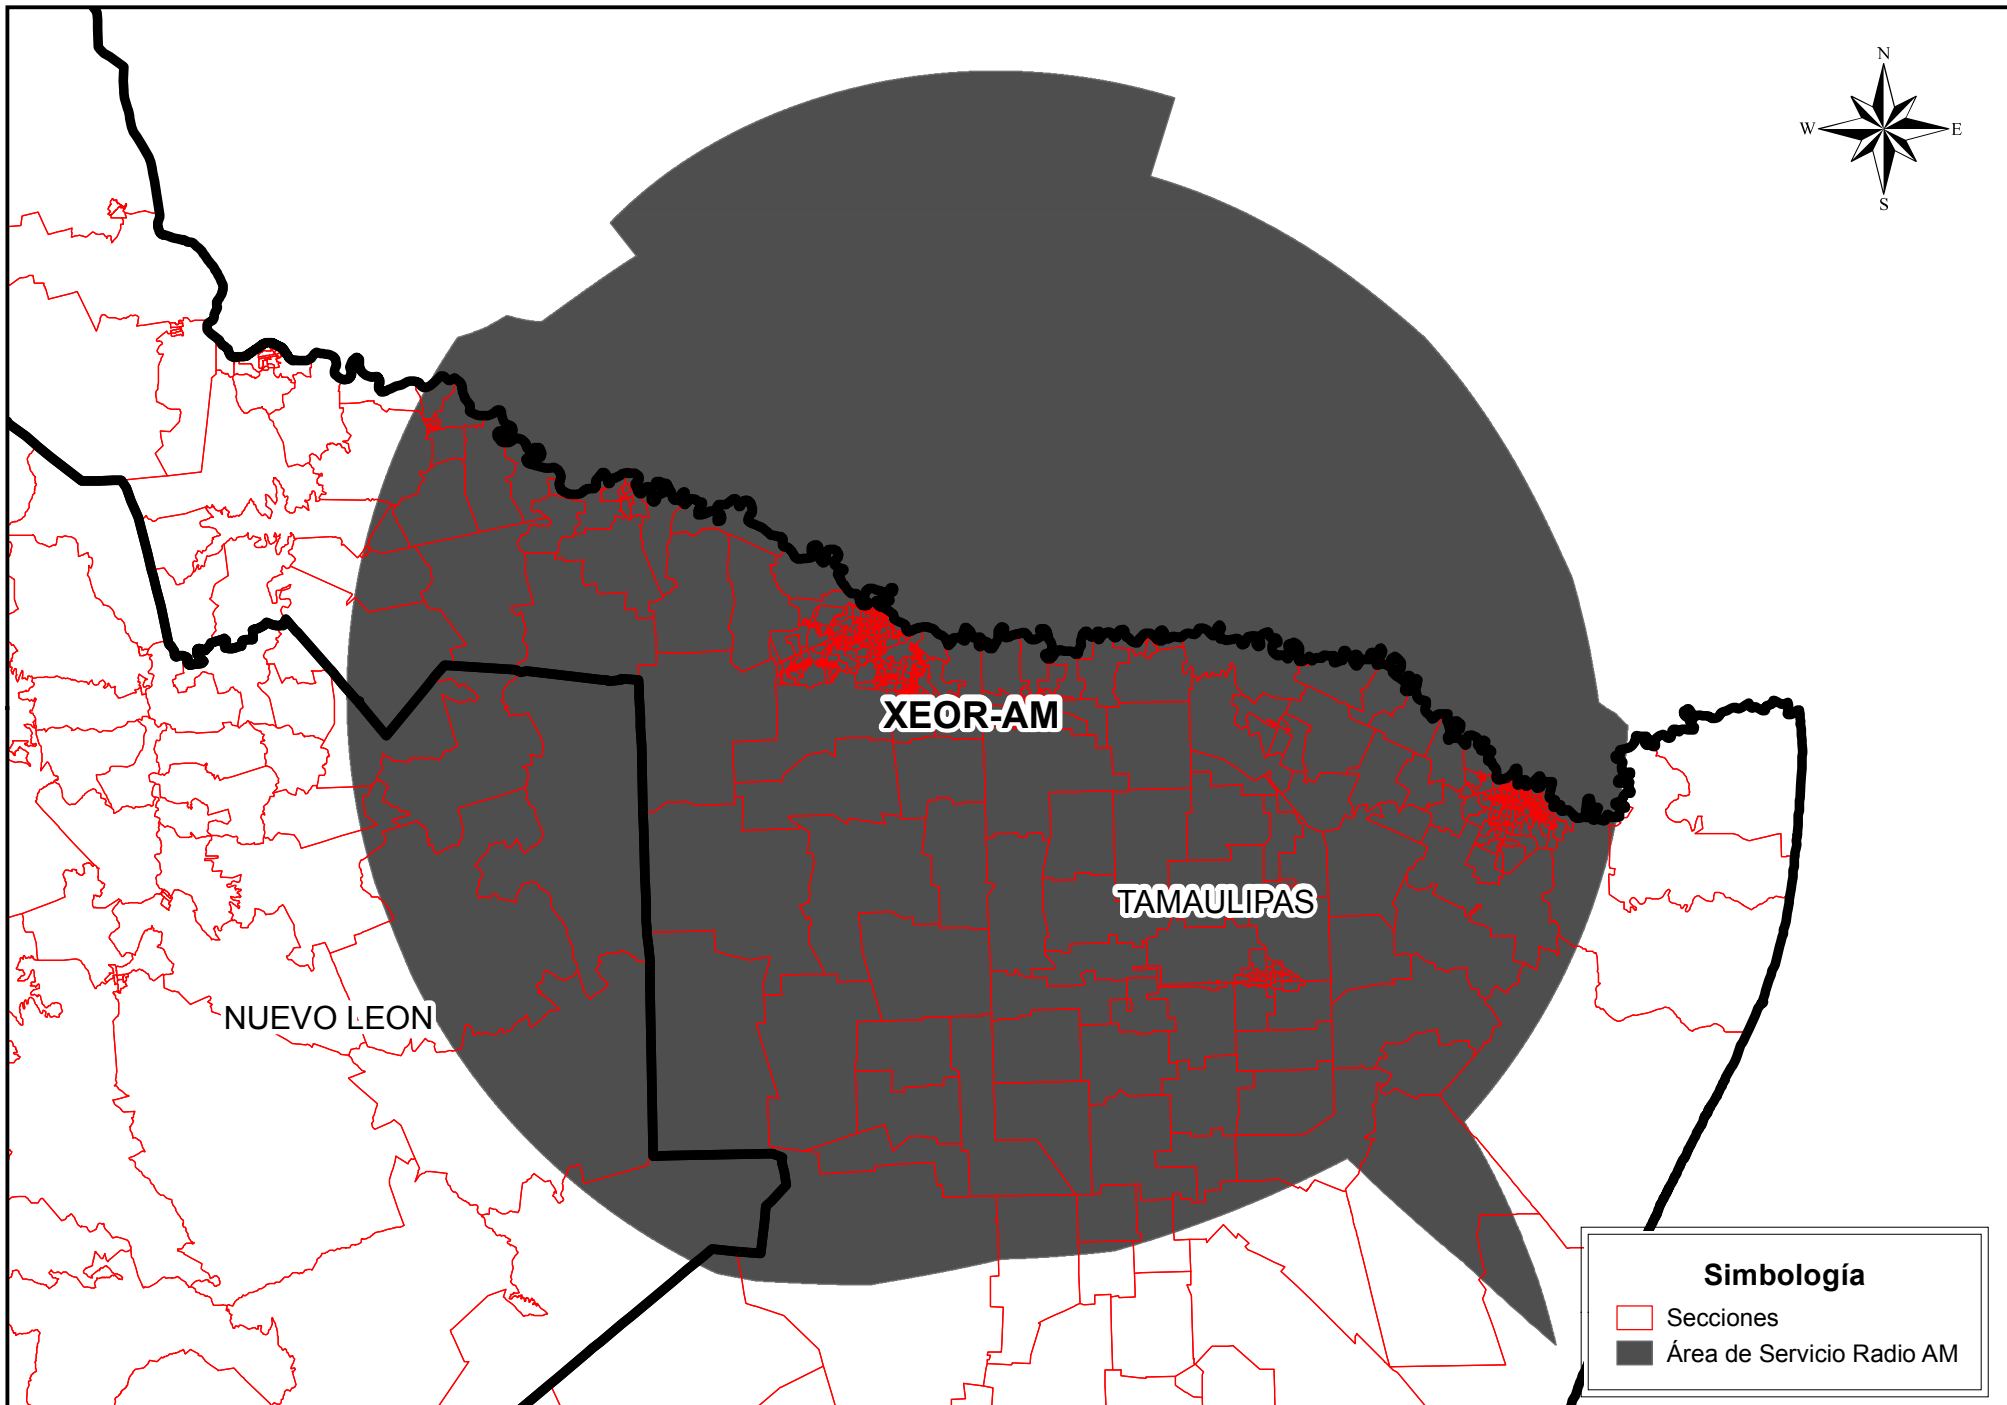 N
W E
S
XEOR-AM
TAMAULIPAS
NUEVO LEON
Simbología
Secciones
Área de Servicio Radio AM